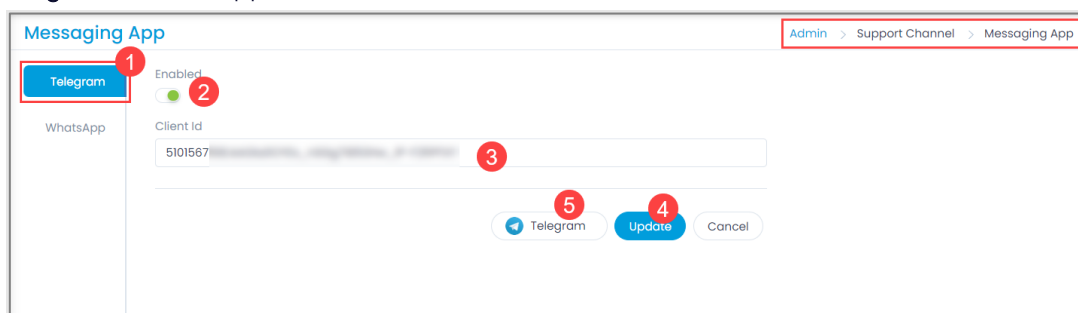 Messaging App
Admin > Support Channel > Messaging App
1
Telegram
Enabled
2
WhatsApp
Client Id
5101567
3
5
4
Telegram
Update
Cancel